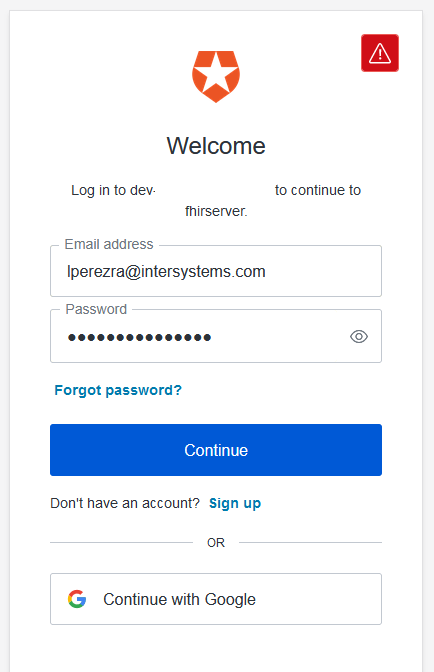 Welcome
Log in to dev- to continue to
fhirserver.
Email address
lperezra@intersystems.com
Password
Forgot password?
Continue
Don't have an account? Sign up
OR
Continue with Google